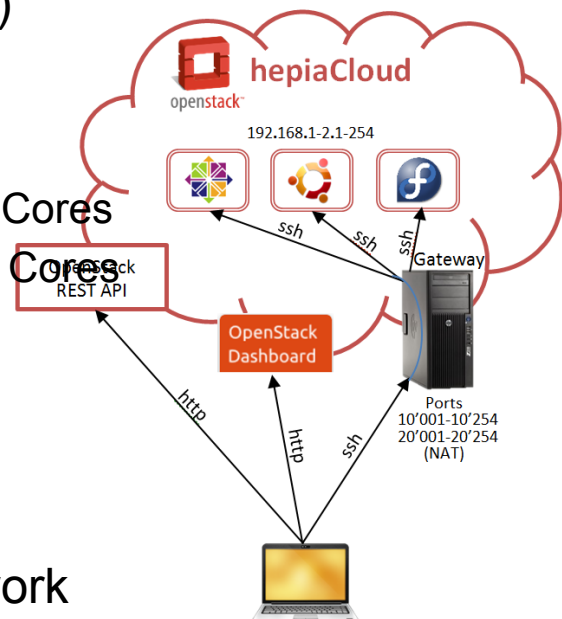 )
hepiaCloud
openstack™
192.168.1-2.1-254
Cores
ssh
ssh
ssh
Gateway
Cores
OpenStack
REST API
OpenStack
Dashboard
Ports
10'001-10'254
20'001-20'254
(NAT)
http
http
ssh
ork